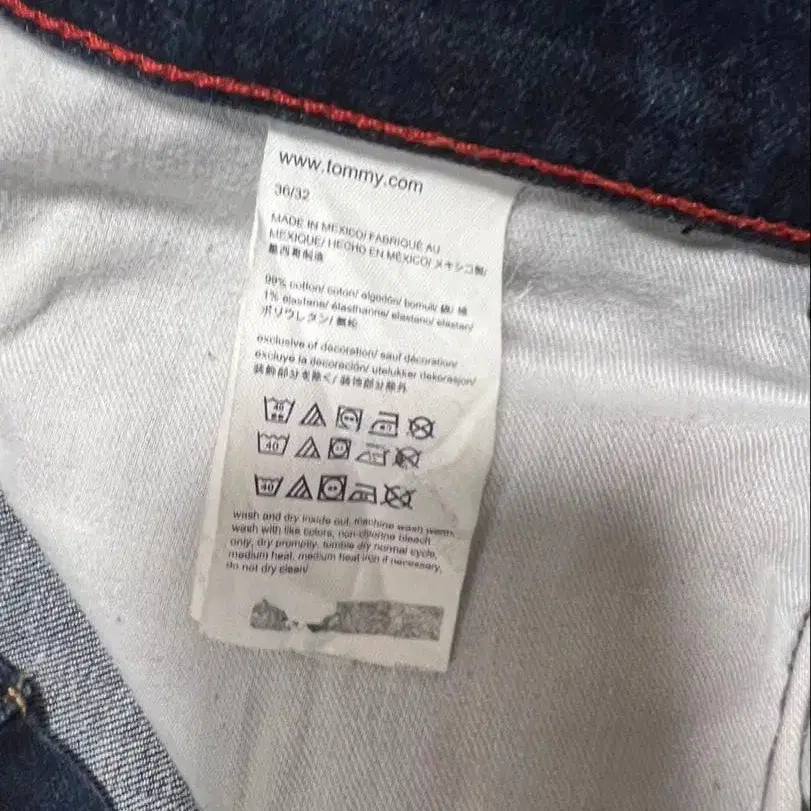 www.tommy.com
36/32
MADE IN MEXICO/ FABRIQUÉ AU
MEXIQUE/ HECHO EN MÉXICO/ メキシコ製/
墨西哥制造
99% cotton/ coton/ algodón/ bomull/ 綿/ 棉
1% elastane/ élasthanne/ elastano/ elastan/
ポリウレタン/ 氨纶
exclusive of decoration/ sauf décoration/
excluye la decoración/ utelukker dekorasjon/
装飾部分を除く/ 装饰部分除外
40
40
40
wash and dry inside out, machine wash warm,
wash with like colors, non-chlorine bleach
only, dry promptly, tumble dry normal cycle,
medium heat, medium heat iron if necessary,
do not dry clean/